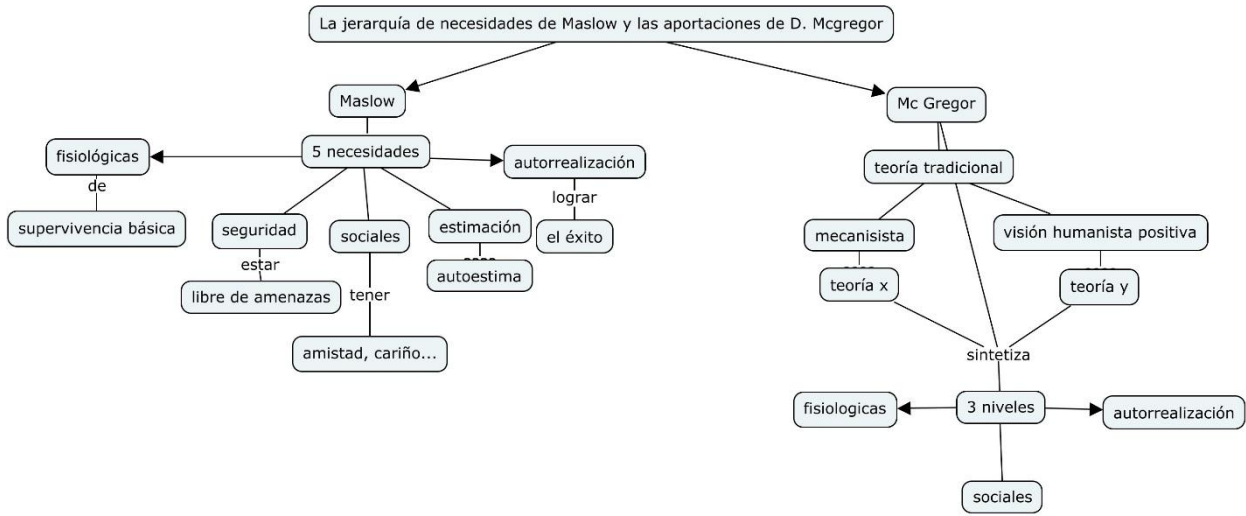 La jerarquía de necesidades de Maslow y las aportaciones de D. Mcgregor
Maslow
Mc Gregor
5 necesidades
fisiológicas
de
supervivencia básica
seguridad
estar
libre de amenazas
sociales
tener
amistad, cariño...
estimación
autoestima
autorrealización
lograr
el éxito
teoría tradicional
mecanisista
teoría x
visión humanista positiva
teoría y
sintetiza
3 niveles
fisiologicas
autorrealización
sociales